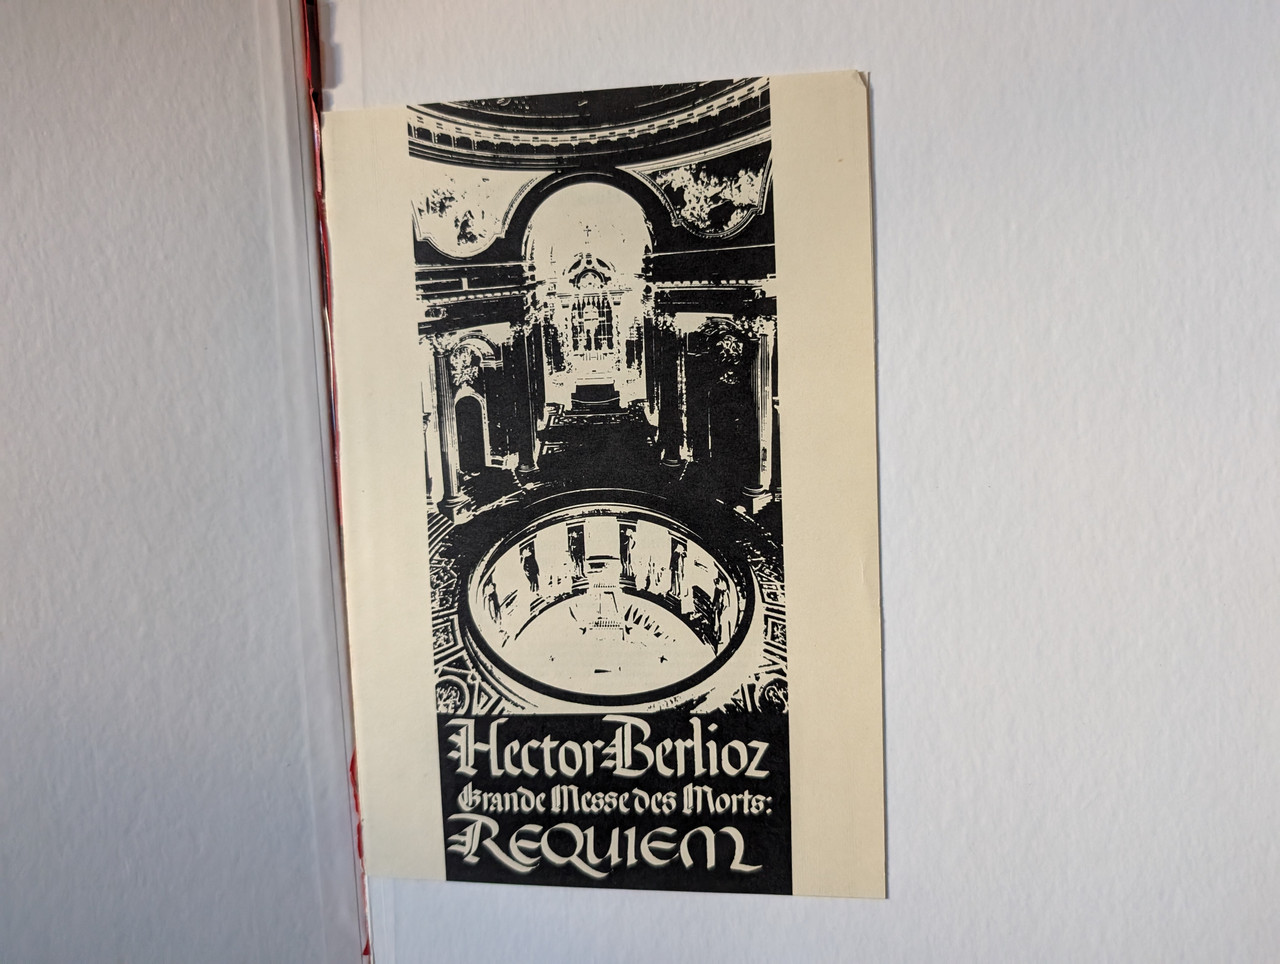 Hector Berlioz
Grande Messe des Morts:
REQUIEM